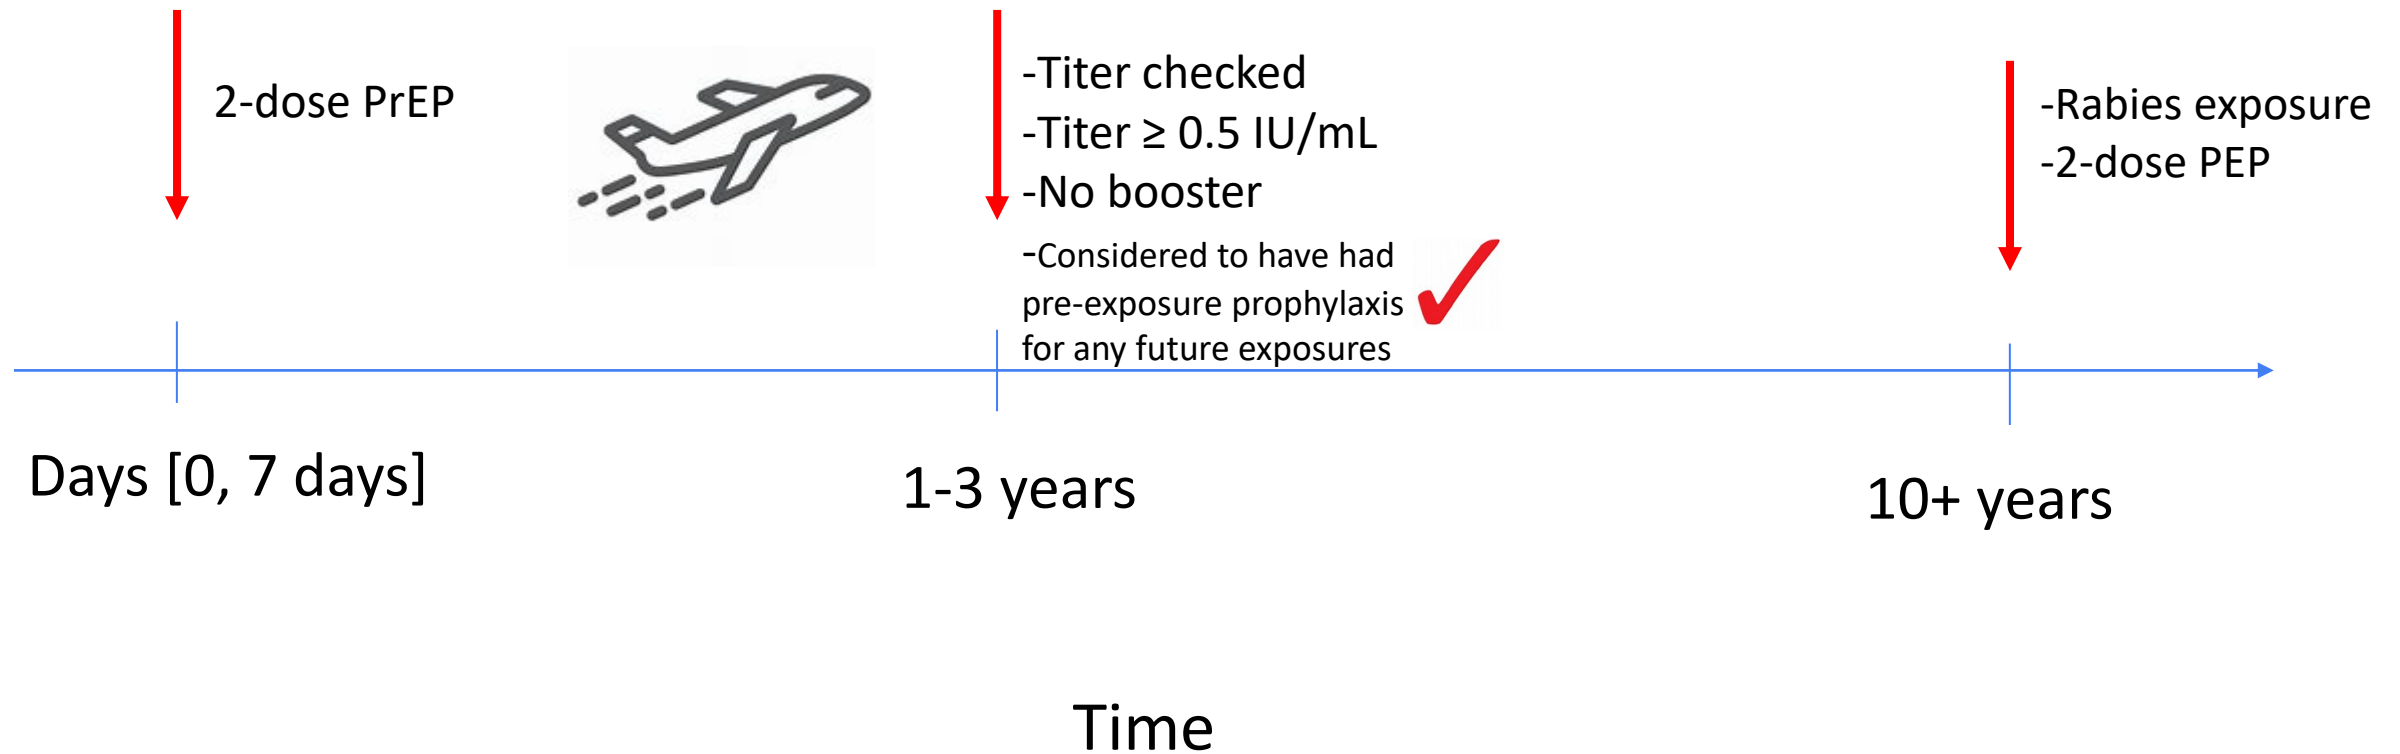 2-dose PrEP
-Titer checked
-Titer ≥ 0.5 IU/mL
-No booster
-Considered to have had
pre-exposure prophylaxis
for any future exposures
-Rabies exposure
-2-dose PEP
Days [0, 7 days]
1-3 years
10+ years
Time